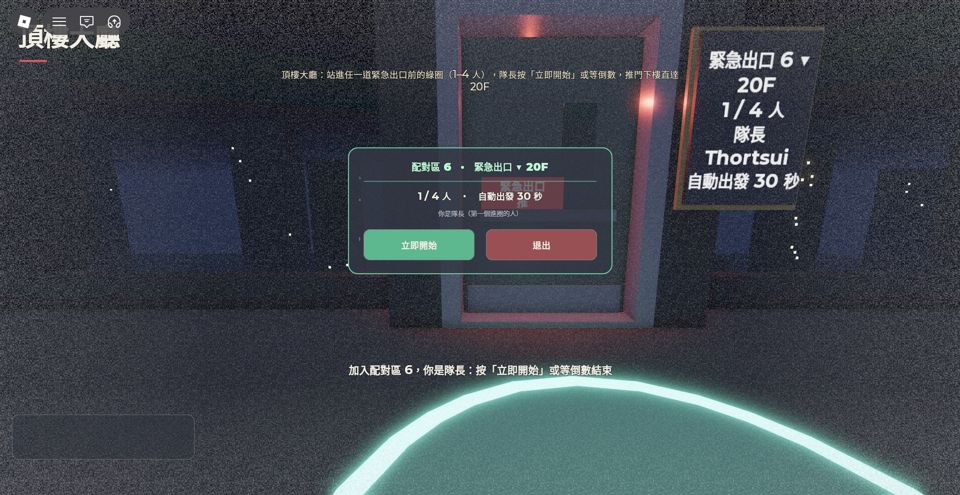 頂樓大廳
頂樓大廳：站進任一道緊急出口前的綠圈（1–4 人），隊長按「立即開始」或等倒數，推門下樓直達
20F
緊急出口 6 ▼
20F
1 / 4 人
隊長
Thortsui
自動出發 30 秒
配對區 6 • 緊急出口 ▼ 20F
緊急出口
1 / 4 人 · 自動出發 30 秒
你是隊長（第一個進圈的人）
立即開始
退出
加入配對區 6，你是隊長：按「立即開始」或等倒數結束